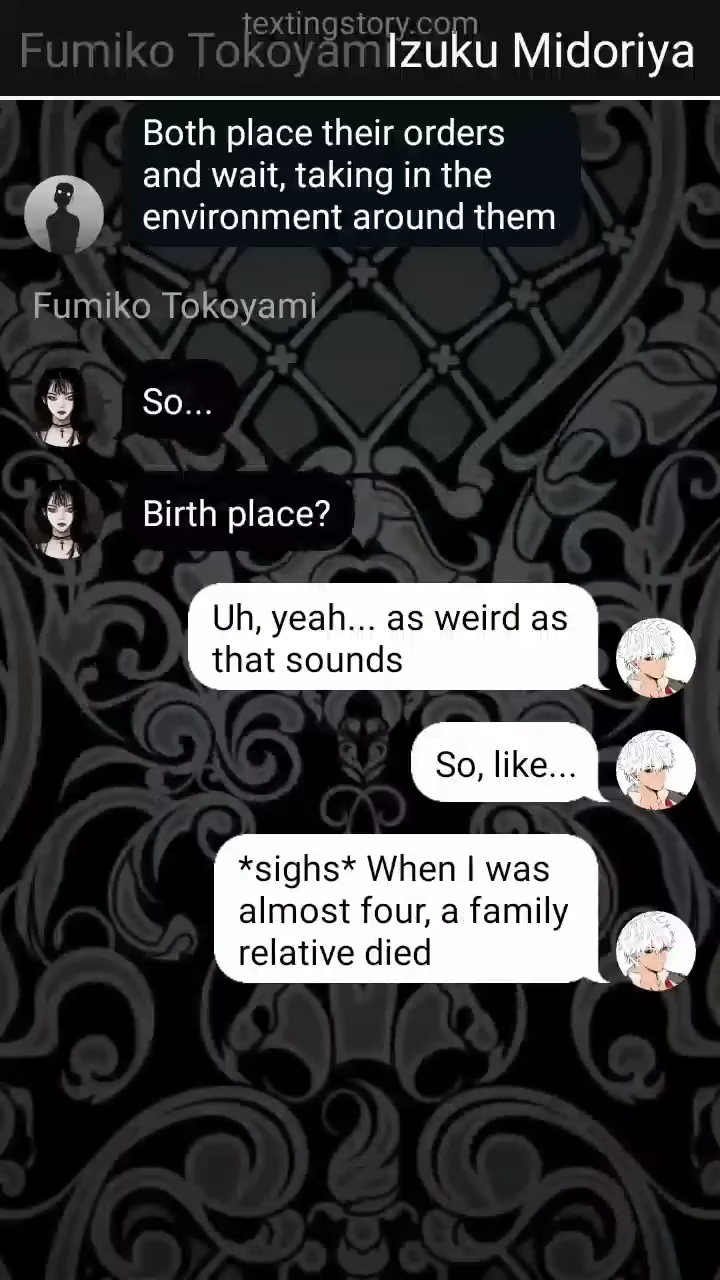 textingstory.com
Fumiko Tokoyami Izuku Midoriya
Both place their orders
and wait, taking in the
environment around them
Fumiko Tokoyami
So...
Birth place?
Uh, yeah... as weird as
that sounds
So, like...
*sighs* When I was
almost four, a family
relative died